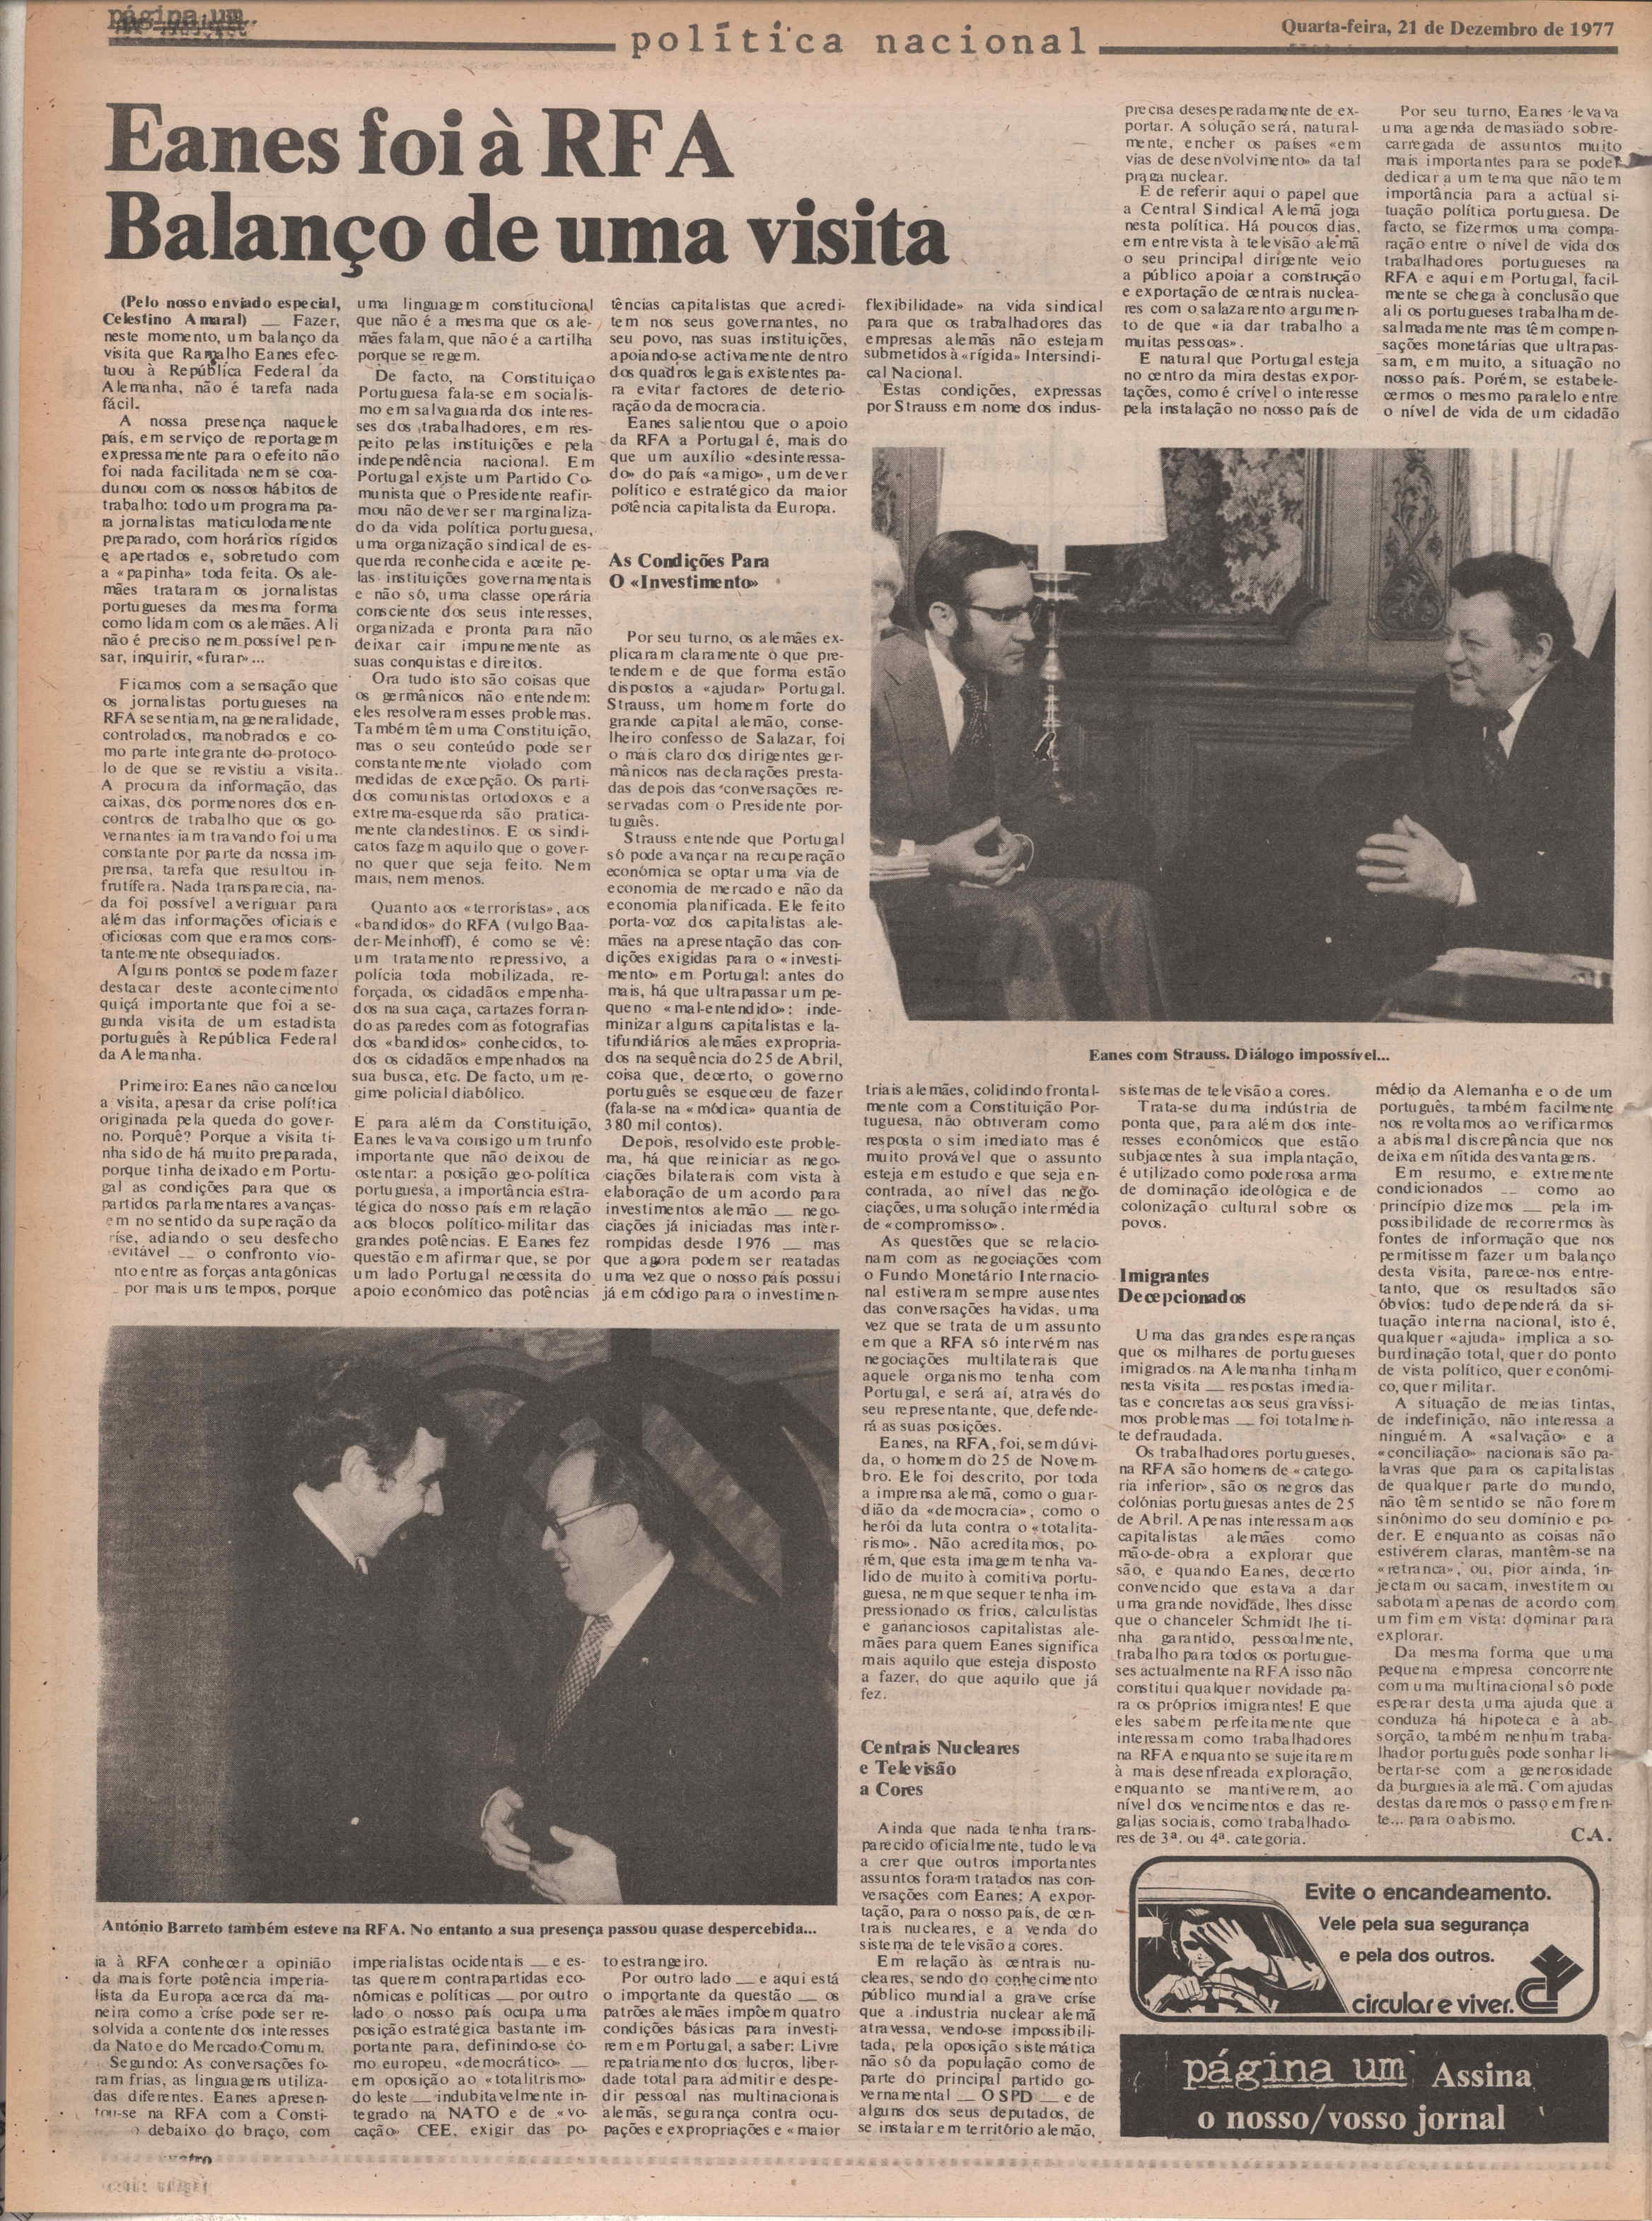 página um
política nacional
Quarta-feira, 21 de Dezembro de 1977
Eanes foi à RFA
Balanço de uma visita
(Pelo nosso enviado especial,
Celestino Amaral) — Fazer,
neste momento, um balanço da
visita que Ramalho Eanes efec-
tuou à República Federal da
Alemanha, não é tarefa nada
fácil.
A nossa presença naquele
país, em serviço de reportagem
expressamente para o efeito não
foi nada facilitada nem se coa-
dunou com os nossos hábitos de
trabalho: todo um programa pa-
ra jornalistas maticulodamente
preparado, com horários rígidos
e apertados e, sobretudo com
a «papinha» toda feita. Os ale-
mães trataram os jornalistas
portugueses da mesma forma
como lidam com os alemães. Ali
não é preciso nem possível pen-
sar, inquirir, «furar»...
Ficamos com a sensação que
os jornalistas portugueses na
RFA se sentiam, na generalidade,
controlados, manobrados e co-
mo parte integrante do protoco-
lo de que se revistiu a visita.
A procura da informação, das
caixas, dos pormenores dos en-
contros de trabalho que os go-
vernantes iam travando foi uma
constante por parte da nossa im-
prensa, tarefa que resultou in-
frutífera. Nada transparecia, na-
da foi possível averiguar para
além das informações oficiais e
oficiosas com que eramos cons-
tantemente obsequiados.
Alguns pontos se podem fazer
destacar deste acontecimento
quiçá importante que foi a se-
gunda visita de um estadista
português à República Federal
da Alemanha.
Primeiro: Eanes não cancelou
a visita, apesar da crise política
originada pela queda do gover-
no. Porquê? Porque a visita ti-
nha sido de há muito preparada,
porque tinha deixado em Portu-
gal as condições para que os
partidos parlamentares avanças-
em no sentido da superação da
rise, adiando o seu desfecho
evitável — o confronto vio-
nto entre as forças antagónicas
por mais uns tempos, porque
António Barreto também esteve na RFA. No entanto a sua presença passou quase despercebida...
ia à RFA conhecer a opinião
da mais forte potência imperia-
lista da Europa acerca da ma-
neira como a crise pode ser re-
solvida a contente dos interesses
da Nato e do Mercado Comum.
Segundo: As conversações fo-
ram frias, as linguagens utiliza-
das diferentes. Eanes apresen-
tou-se na RFA com a Consti-
debaixo do braço, com
uma linguagem constitucional
que não é a mesma que os ale-
mães falam, que não é a cartilha
porque se regem.
De facto, na Constituiçao
Portuguesa fala-se em socialis-
mo em salvaguarda dos interes-
ses dos trabalhadores, em res-
peito pelas instituições e pela
independência nacional. Em
Portugal existe um Partido Co-
munista que o Presidente reafir-
mou não dever ser marginaliza-
do da vida política portuguesa,
uma organização sindical de es-
querda reconhecida e aceite pe-
las instituições governamentais
e não só, uma classe operária
consciente dos seus interesses,
organizada e pronta para não
deixar cair impunemente as
suas conquistas e direitos.
Ora tudo isto são coisas que
os germânicos não entendem:
eles resolveram esses problemas.
Também têm uma Constituição,
mas o seu conteúdo pode ser
constantemente violado com
medidas de excepção. Os parti-
dos comunistas ortodoxos e a
extrema-esquerda são pratica-
mente clandestinos. E os sindi-
catos fazem aquilo que o gover-
no quer que seja feito. Nem
mais, nem menos.
Quanto aos «terroristas», aos
«bandidos» do RFA (vulgo Baa-
der-Meinhoff), é como se vê:
um tratamento repressivo, a
polícia toda mobilizada, re-
forçada, os cidadãos empenha-
dos na sua caça, cartazes forran-
do as paredes com as fotografias
dos «bandidos» conhecidos, to-
dos os cidadãos empenhados na
sua busca, etc. De facto, um re-
gime policial diabólico.
E para além da Constituição,
Eanes levava consigo um trunfo
importante que não deixou de
ostentar: a posição geo-política
portuguesa, a importância estra-
tégica do nosso país em relação
aos blocos político-militar das
grandes potências. E Eanes fez
questão em afirmar que, se por
um lado Portugal necessita do
apoio económico das potências
imperialistas ocidentais — e es-
tas querem contrapartidas eco-
nómicas e políticas — por outro
lado o nosso país ocupa uma
posição estratégica bastante im-
portante para, definindo-se co-
mo europeu, «democrático» —
em oposição ao «totalitrismo»
do leste — indubitavelmente in-
tegrado na NATO e de «vo-
cação» CEE, exigir das po-
tências capitalistas que acredi-
tem nos seus governantes, no
seu povo, nas suas instituições,
apoiando-se activamente dentro
dos quadros legais existentes pa-
ra evitar factores de deterio-
ração da democracia.
Eanes salientou que o apoio
da RFA a Portugal é, mais do
que um auxílio «desinteressa-
do» do país «amigo», um dever
político e estratégico da maior
potência capitalista da Europa.
As Condições Para
O «Investimento»
Por seu turno, os alemães ex-
plicaram claramente o que pre-
tendem e de que forma estão
dispostos a «ajudar» Portugal.
Strauss, um homem forte do
grande capital alemão, conse-
lheiro confesso de Salazar, foi
o mais claro dos dirigentes ger-
mânicos nas declarações presta-
das depois das conversações re-
servadas com o Presidente por-
tuguês.
Strauss entende que Portugal
só pode avançar na recuperação
económica se optar uma via de
economia de mercado e não da
economia planificada. Ele feito
porta-voz dos capitalistas ale-
mães na apresentação das con-
dições exigidas para o «investi-
mento» em Portugal: antes do
mais, há que ultrapassar um pe-
queno «mal-entendido»: inde-
minizar alguns capitalistas e la-
tifundiários alemães expropria-
dos na sequência do 25 de Abril,
coisa que, decerto, o governo
português se esqueceu de fazer
(fala-se na «módica» quantia de
380 mil contos).
Depois, resolvido este proble-
ma, há que reiniciar as nego-
ciações bilaterais com vista à
elaboração de um acordo para
investimentos alemão — nego-
ciações já iniciadas mas inter-
rompidas desde 1976 — mas
que agora podem ser reatadas
uma vez que o nosso país possui
já em código para o investimen-
to estrangeiro.
Por outro lado — e aqui está
o importante da questão — os
patrões alemães impõem quatro
condições básicas para investi-
rem em Portugal, a saber: Livre
repatriamento dos lucros, liber-
dade total para admitir e despe-
dir pessoal nas multinacionais
alemãs, segurança contra ocu-
pações e expropriações e «maior
flexibilidade» na vida sindical
para que os trabalhadores das
empresas alemãs não estejam
submetidos à «rígida» Intersindi-
cal Nacional.
Estas condições, expressas
por Strauss em nome dos indus-
Eanes com Strauss. Diálogo impossível...
triais alemães, colidindo frontal-
mente com a Constituição Por-
tuguesa, não obtiveram como
resposta o sim imediato mas é
muito provável que o assunto
esteja em estudo e que seja en-
contrada, ao nível das nego-
ciações, uma solução intermédia
de «compromisso».
As questões que se relacio-
nam com as negociações com
o Fundo Monetário Internacio-
nal estiveram sempre ausentes
das conversações havidas, uma
vez que se trata de um assunto
em que a RFA só intervém nas
negociações multilaterais que
aquele organismo tenha com
Portugal, e será aí, através do
seu representante, que defende-
rá as suas posições.
Eanes, na RFA, foi, sem dúvi-
da, o homem do 25 de Novem-
bro. Ele foi descrito, por toda
a imprensa alemã, como o guar-
dião da «democracia», como o
herói da luta contra o «totalita-
rismo». Não acreditamos, po-
rém, que esta imagem tenha va-
lido de muito à comitiva portu-
guesa, nem que sequer tenha im-
pressionado os frios, calculistas
e gananciosos capitalistas ale-
mães para quem Eanes significa
mais aquilo que esteja disposto
a fazer, do que aquilo que já
fez.
Centrais Nucleares
e Televisão
a Cores
Ainda que nada tenha trans-
parecido oficialmente, tudo leva
a crer que outros importantes
assuntos foram tratados nas con-
versações com Eanes: A expor-
tação, para o nosso país, de cen-
trais nucleares, e a venda do
sistema de televisão a cores.
Em relação às centrais nu-
cleares, sendo do conhecimento
público mundial a grave crise
que a industria nuclear alemã
atravessa, vendo-se impossibili-
tada, pela oposição sistemática
não só da população como de
parte do principal partido go-
vernamental — O SPD — e de
alguns dos seus deputados, de
se instalar em território alemão,
precisa desesperadamente de ex-
portar. A solução será, natural-
mente, encher os países «em
vias de desenvolvimento» da tal
praga nuclear.
E de referir aqui o papel que
a Central Sindical Alemã joga
nesta política. Há poucos dias,
em entrevista à televisão alemã
o seu principal dirigente veio
a público apoiar a construção
e exportação de centrais nuclea-
res com o salazarento argumen-
to de que «ia dar trabalho a
muitas pessoas».
E natural que Portugal esteja
no centro da mira destas expor-
tações, como é crível o interesse
pela instalação no nosso país de
sistemas de televisão a cores.
Trata-se duma indústria de
ponta que, para além dos inte-
resses económicos que estão
subjacentes à sua implantação,
é utilizado como poderosa arma
de dominação ideológica e de
colonização cultural sobre os
povos.
Imigrantes
Decepcionados
Uma das grandes esperanças
que os milhares de portugueses
imigrados na Alemanha tinham
nesta visita — respostas imedia-
tas e concretas aos seus gravíssi-
mos problemas — foi totalmen-
te defraudada.
Os trabalhadores portugueses,
na RFA são homens de «catego-
ria inferior», são os negros das
colónias portuguesas antes de 25
de Abril. Apenas interessam aos
capitalistas alemães como
mão-de-obra a explorar que
são, e quando Eanes, decerto
convencido que estava a dar
uma grande novidade, lhes disse
que o chanceler Schmidt lhe ti-
nha garantido, pessoalmente,
trabalho para todos os portugue-
ses actualmente na RFA isso não
constitui qualquer novidade pa-
ra os próprios imigrantes! E que
eles sabem perfeitamente que
interessam como trabalhadores
na RFA enquanto se sujeitarem
à mais desenfreada exploração,
enquanto se mantiverem, ao
nível dos vencimentos e das re-
galias sociais, como trabalhado-
res de 3ª. ou 4ª. categoria.
Por seu turno, Eanes levava
uma agenda demasiado sobre-
carregada de assuntos muito
mais importantes para se poder
dedicar a um tema que não tem
importância para a actual si-
tuação política portuguesa. De
facto, se fizermos uma compa-
ração entre o nível de vida dos
trabalhadores portugueses na
RFA e aqui em Portugal, facil-
mente se chega à conclusão que
ali os portugueses trabalham de-
salmadamente mas têm compen-
sações monetárias que ultrapas-
sam, em muito, a situação no
nosso país. Porém, se estabele-
cermos o mesmo paralelo entre
o nível de vida de um cidadão
médio da Alemanha e o de um
português, também facilmente
nos revoltamos ao verificarmos
a abismal discrepância que nos
deixa em nítida desvantagens.
Em resumo, e extremente
condicionados — como ao
princípio dizemos — pela im-
possibilidade de recorrermos às
fontes de informação que nos
permitissem fazer um balanço
desta visita, parece-nos entre-
tanto, que os resultados são
óbvios: tudo dependerá da si-
tuação interna nacional, isto é,
qualquer «ajuda» implica a so-
burdinação total, quer do ponto
de vista político, quer económi-
co, quer militar.
A situação de meias tintas,
de indefinição, não interessa a
ninguém. A «salvação» e a
«conciliação» nacionais são pa-
lavras que para os capitalistas
de qualquer parte do mundo,
não têm sentido se não forem
sinónimo do seu domínio e po-
der. E enquanto as coisas não
estiverem claras, mantêm-se na
«retranca», ou, pior ainda, in-
jectam ou sacam, investitem ou
sabotam apenas de acordo com
um fim em vista: dominar para
explorar.
Da mesma forma que uma
pequena empresa concorrente
com uma multinacional só pode
esperar desta uma ajuda que a
conduza há hipoteca e à ab-
sorção, também nenhum traba-
lhador português pode sonhar li-
bertar-se com a generosidade
da burguesia alemã. Com ajudas
destas daremos o passo em fren-
te... para o abismo.
C.A.
Evite o encandeamento.
Vele pela sua segurança
e pela dos outros.
circular e viver.
página um Assina
o nosso/vosso jornal